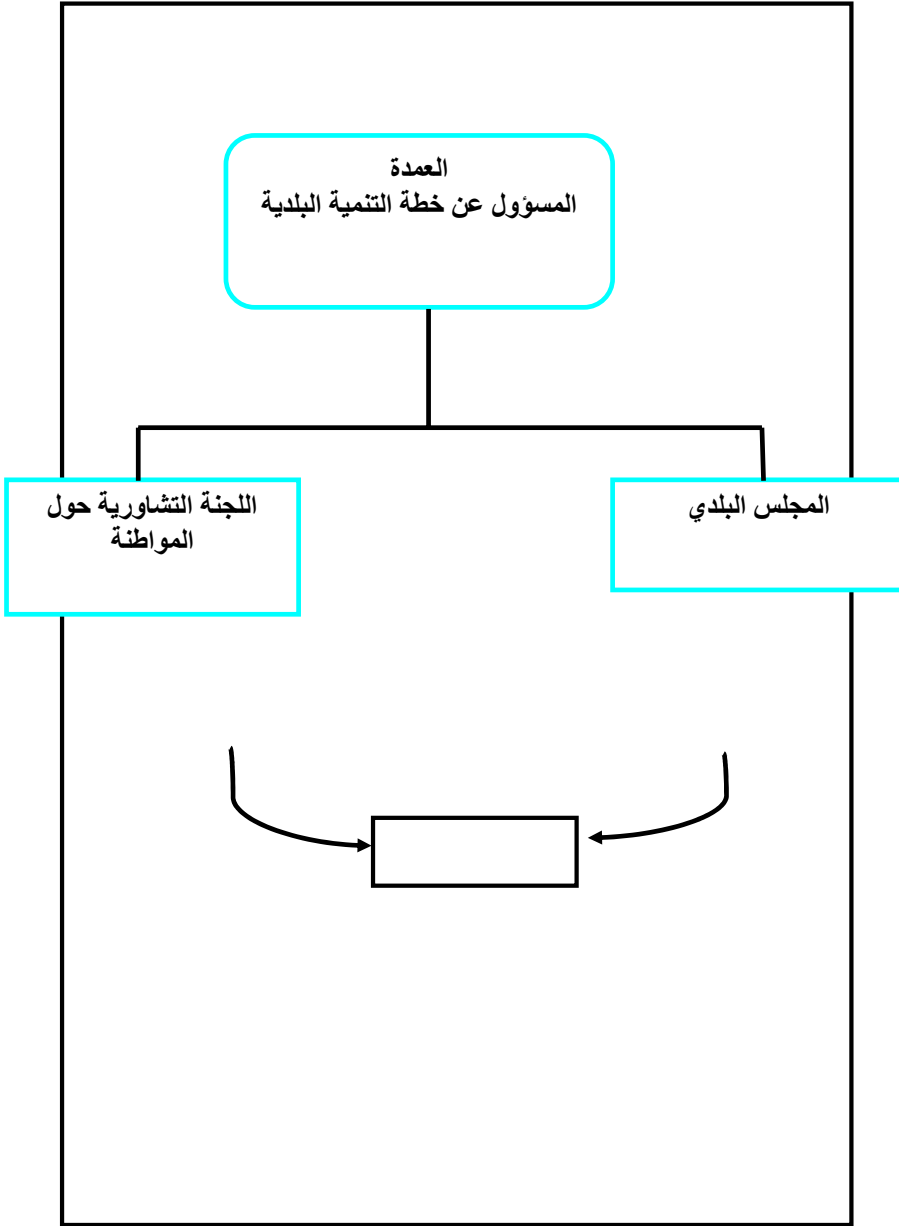 العمدة
المسؤول عن خطة التنمية البلدية
المجلس البلدي
اللجنة التشاورية حول
المواطنة